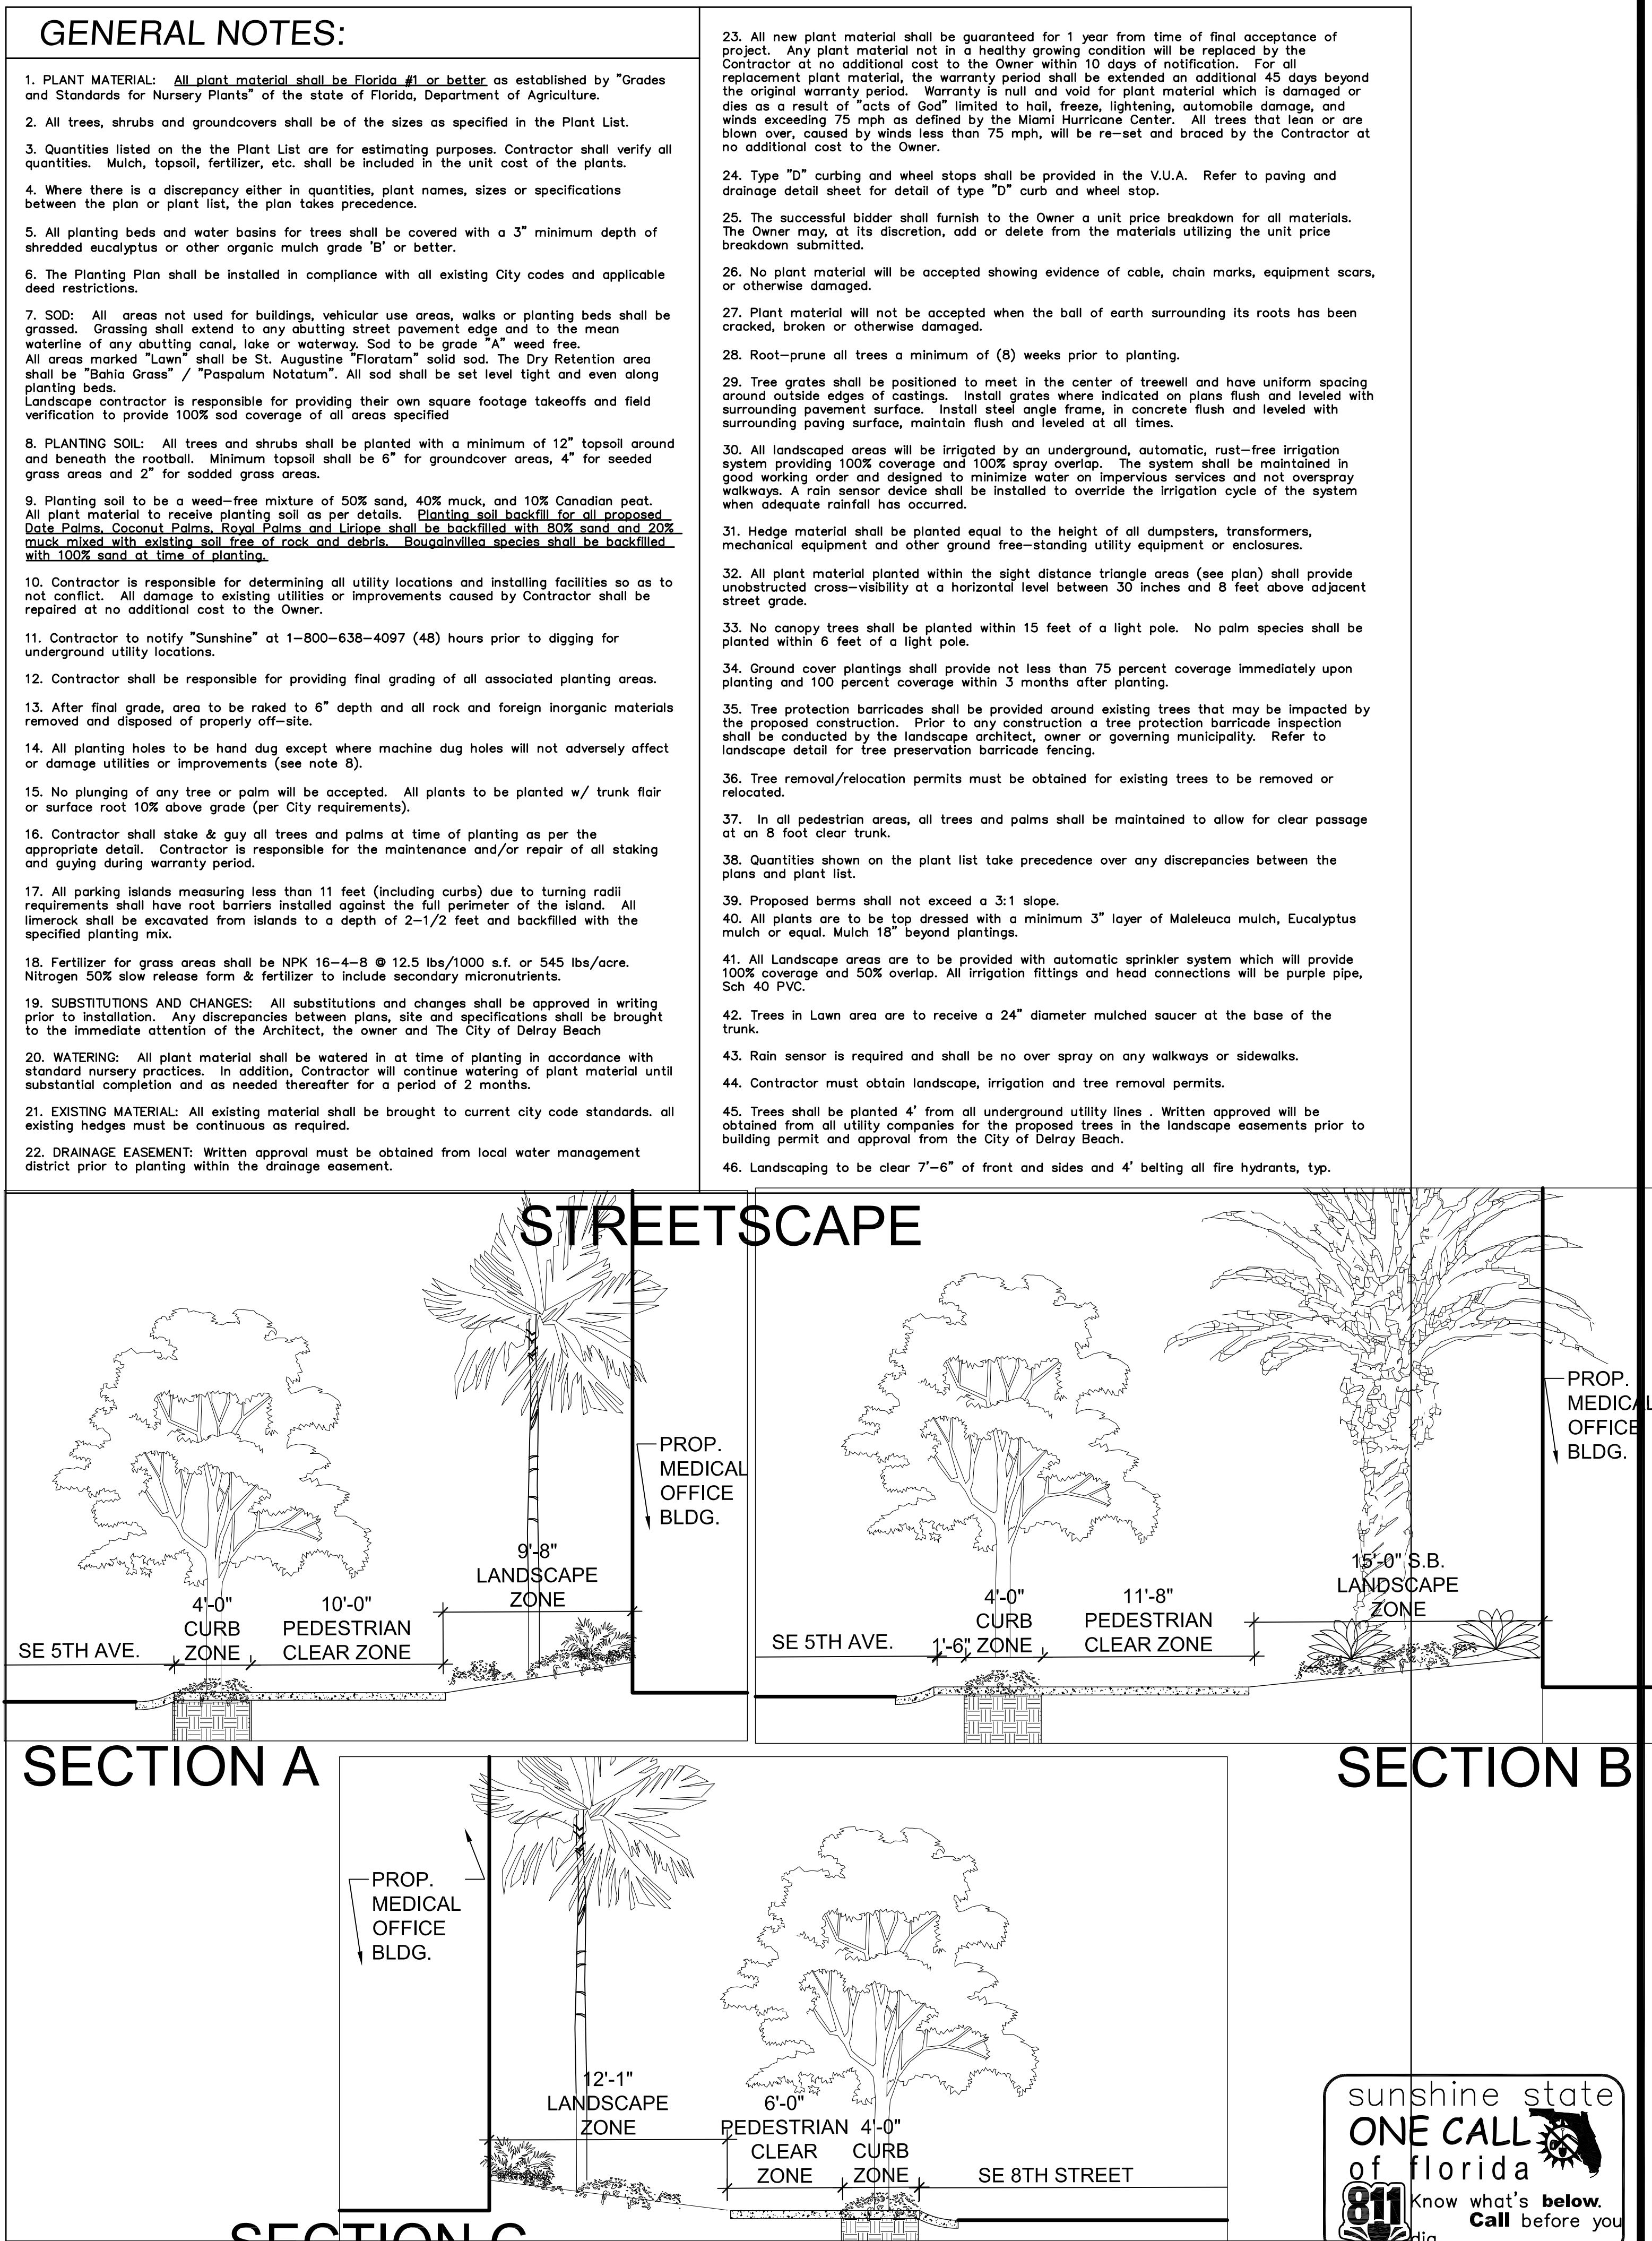 GENERAL NOTES:
1. PLANT MATERIAL: All plant material shall be Florida #1 or better as established by "Grades
and Standards for Nursery Plants" of the state of Florida, Department of Agriculture.
2. All trees, shrubs and groundcovers shall be of the sizes as specified in the Plant List.
3. Quantities listed on the the Plant List are for estimating purposes. Contractor shall verify all
quantities. Mulch, topsoil, fertilizer, etc. shall be included in the unit cost of the plants.
4. Where there is a discrepancy either in quantities, plant names, sizes or specifications
between the plan or plant list, the plan takes precedence.
5. All planting beds and water basins for trees shall be covered with a 3" minimum depth of
shredded eucalyptus or other organic mulch grade 'B' or better.
6. The Planting Plan shall be installed in compliance with all existing City codes and applicable
deed restrictions.
7. SOD: All areas not used for buildings, vehicular use areas, walks or planting beds shall be
grassed. Grassing shall extend to any abutting street pavement edge and to the mean
waterline of any abutting canal, lake or waterway. Sod to be grade "A" weed free.
All areas marked "Lawn" shall be St. Augustine "Floratam" solid sod. The Dry Retention area
shall be "Bahia Grass" / "Paspalum Notatum". All sod shall be set level tight and even along
planting beds.
Landscape contractor is responsible for providing their own square footage takeoffs and field
verification to provide 100% sod coverage of all areas specified
8. PLANTING SOIL: All trees and shrubs shall be planted with a minimum of 12" topsoil around
and beneath the rootball. Minimum topsoil shall be 6" for groundcover areas, 4" for seeded
grass areas and 2" for sodded grass areas.
9. Planting soil to be a weed-free mixture of 50% sand, 40% muck, and 10% Canadian peat.
All plant material to receive planting soil as per details. Planting soil backfill for all proposed
Date Palms, Coconut Palms, Royal Palms and Liriope shall be backfilled with 80% sand and 20%
muck mixed with existing soil free of rock and debris. Bougainvillea species shall be backfilled
with 100% sand at time of planting.
10. Contractor is responsible for determining all utility locations and installing facilities so as to
not conflict. All damage to existing utilities or improvements caused by Contractor shall be
repaired at no additional cost to the Owner.
11. Contractor to notify "Sunshine" at 1-800-638-4097 (48) hours prior to digging for
underground utility locations.
12. Contractor shall be responsible for providing final grading of all associated planting areas.
13. After final grade, area to be raked to 6" depth and all rock and foreign inorganic materials
removed and disposed of properly off-site.
14. All planting holes to be hand dug except where machine dug holes will not adversely affect
or damage utilities or improvements (see note 8).
15. No plunging of any tree or palm will be accepted. All plants to be planted w/ trunk flair
or surface root 10% above grade (per City requirements).
16. Contractor shall stake & guy all trees and palms at time of planting as per the
appropriate detail. Contractor is responsible for the maintenance and/or repair of all staking
and guying during warranty period.
17. All parking islands measuring less than 11 feet (including curbs) due to turning radii
requirements shall have root barriers installed against the full perimeter of the island. All
limerock shall be excavated from islands to a depth of 2-1/2 feet and backfilled with the
specified planting mix.
18. Fertilizer for grass areas shall be NPK 16-4-8 @ 12.5 lbs/1000 s.f. or 545 lbs/acre.
Nitrogen 50% slow release form & fertilizer to include secondary micronutrients.
19. SUBSTITUTIONS AND CHANGES: All substitutions and changes shall be approved in writing
prior to installation. Any discrepancies between plans, site and specifications shall be brought
to the immediate attention of the Architect, the owner and The City of Delray Beach
20. WATERING: All plant material shall be watered in at time of planting in accordance with
standard nursery practices. In addition, Contractor will continue watering of plant material until
substantial completion and as needed thereafter for a period of 2 months.
21. EXISTING MATERIAL: All existing material shall be brought to current city code standards. all
existing hedges must be continuous as required.
22. DRAINAGE EASEMENT: Written approval must be obtained from local water management
district prior to planting within the drainage easement.
23. All new plant material shall be guaranteed for 1 year from time of final acceptance of
project. Any plant material not in a healthy growing condition will be replaced by the
Contractor at no additional cost to the Owner within 10 days of notification. For all
replacement plant material, the warranty period shall be extended an additional 45 days beyond
the original warranty period. Warranty is null and void for plant material which is damaged or
dies as a result of "acts of God" limited to hail, freeze, lightening, automobile damage, and
winds exceeding 75 mph as defined by the Miami Hurricane Center. All trees that lean or are
blown over, caused by winds less than 75 mph, will be re-set and braced by the Contractor at
no additional cost to the Owner.
24. Type "D" curbing and wheel stops shall be provided in the V.U.A. Refer to paving and
drainage detail sheet for detail of type "D" curb and wheel stop.
25. The successful bidder shall furnish to the Owner a unit price breakdown for all materials.
The Owner may, at its discretion, add or delete from the materials utilizing the unit price
breakdown submitted.
26. No plant material will be accepted showing evidence of cable, chain marks, equipment scars,
or otherwise damaged.
27. Plant material will not be accepted when the ball of earth surrounding its roots has been
cracked, broken or otherwise damaged.
28. Root-prune all trees a minimum of (8) weeks prior to planting.
29. Tree grates shall be positioned to meet in the center of treewell and have uniform spacing
around outside edges of castings. Install grates where indicated on plans flush and leveled with
surrounding pavement surface. Install steel angle frame, in concrete flush and leveled with
surrounding paving surface, maintain flush and leveled at all times.
30. All landscaped areas will be irrigated by an underground, automatic, rust-free irrigation
system providing 100% coverage and 100% spray overlap. The system shall be maintained in
good working order and designed to minimize water on impervious services and not overspray
walkways. A rain sensor device shall be installed to override the irrigation cycle of the system
when adequate rainfall has occurred.
31. Hedge material shall be planted equal to the height of all dumpsters, transformers,
mechanical equipment and other ground free-standing utility equipment or enclosures.
32. All plant material planted within the sight distance triangle areas (see plan) shall provide
unobstructed cross-visibility at a horizontal level between 30 inches and 8 feet above adjacent
street grade.
33. No canopy trees shall be planted within 15 feet of a light pole. No palm species shall be
planted within 6 feet of a light pole.
34. Ground cover plantings shall provide not less than 75 percent coverage immediately upon
planting and 100 percent coverage within 3 months after planting.
35. Tree protection barricades shall be provided around existing trees that may be impacted by
the proposed construction. Prior to any construction a tree protection barricade inspection
shall be conducted by the landscape architect, owner or governing municipality. Refer to
landscape detail for tree preservation barricade fencing.
36. Tree removal/relocation permits must be obtained for existing trees to be removed or
relocated.
37. In all pedestrian areas, all trees and palms shall be maintained to allow for clear passage
at an 8 foot clear trunk.
38. Quantities shown on the plant list take precedence over any discrepancies between the
plans and plant list.
39. Proposed berms shall not exceed a 3:1 slope.
40. All plants are to be top dressed with a minimum 3" layer of Maleleuca mulch, Eucalyptus
mulch or equal. Mulch 18" beyond plantings.
41. All Landscape areas are to be provided with automatic sprinkler system which will provide
100% coverage and 50% overlap. All irrigation fittings and head connections will be purple pipe,
Sch 40 PVC.
42. Trees in Lawn area are to receive a 24" diameter mulched saucer at the base of the
trunk.
43. Rain sensor is required and shall be no over spray on any walkways or sidewalks.
44. Contractor must obtain landscape, irrigation and tree removal permits.
45. Trees shall be planted 4' from all underground utility lines . Written approved will be
obtained from all utility companies for the proposed trees in the landscape easements prior to
building permit and approval from the City of Delray Beach.
46. Landscaping to be clear 7'-6" of front and sides and 4' belting all fire hydrants, typ.
STREETSCAPE
PROP.
MEDICAL
OFFICE
BLDG.
9'-8"
LANDSCAPE
ZONE
4'-0"
CURB
ZONE
10'-0"
PEDESTRIAN
CLEAR ZONE
SE 5TH AVE.
SECTION A
PROP.
MEDICAL
OFFICE
BLDG.
15'-0" S.B.
LANDSCAPE
ZONE
4'-0"
CURB
ZONE
11'-8"
PEDESTRIAN
CLEAR ZONE
SE 5TH AVE.
1'-6"
SECTION B
PROP.
MEDICAL
OFFICE
BLDG.
12'-1"
LANDSCAPE
ZONE
6'-0"
PEDESTRIAN
CLEAR
ZONE
4'-0"
CURB
ZONE
SE 8TH STREET
SECTION C
sunshine state
ONE CALL
of florida
811
Know what's below.
Call before you
dig